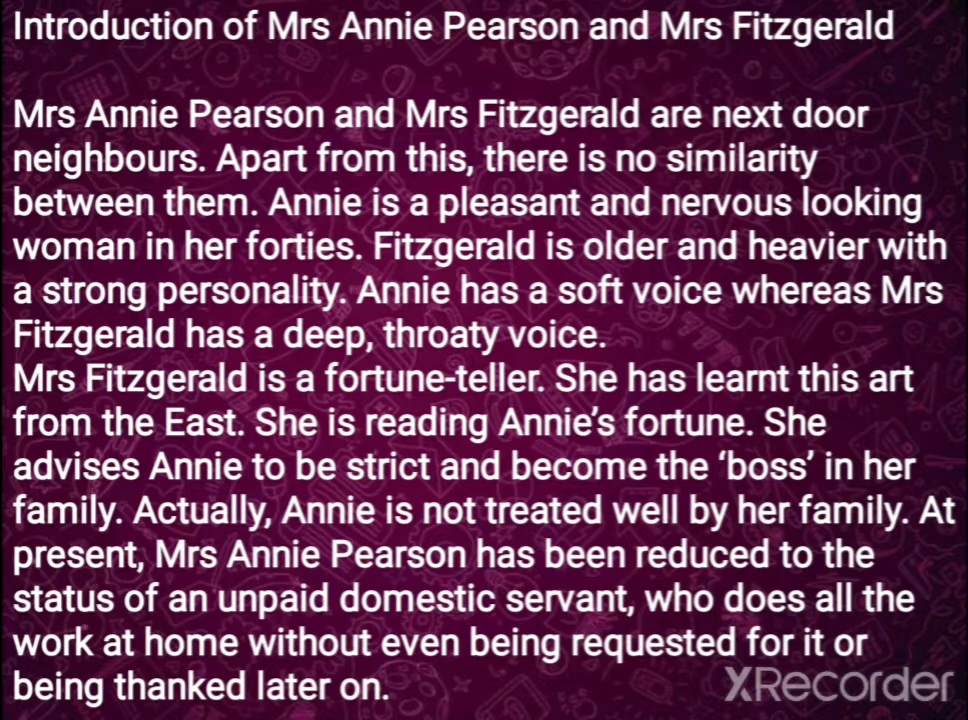 Introduction of Mrs Annie Pearson and Mrs Fitzgerald
Mrs Annie Pearson and Mrs Fitzgerald are next door
neighbours. Apart from this, there is no similarity
between them. Annie is a pleasant and nervous looking
woman in her forties. Fitzgerald is older and heavier with
a strong personality. Annie has a soft voice whereas Mrs
Fitzgerald has a deep, throaty voice.
Mrs Fitzgerald is a fortune-teller. She has learnt this art
from the East. She is reading Annie’s fortune. She
advises Annie to be strict and become the ‘boss’ in her
family. Actually, Annie is not treated well by her family. At
present, Mrs Annie Pearson has been reduced to the
status of an unpaid domestic servant, who does all the
work at home without even being requested for it or
being thanked later on.
XRecorder